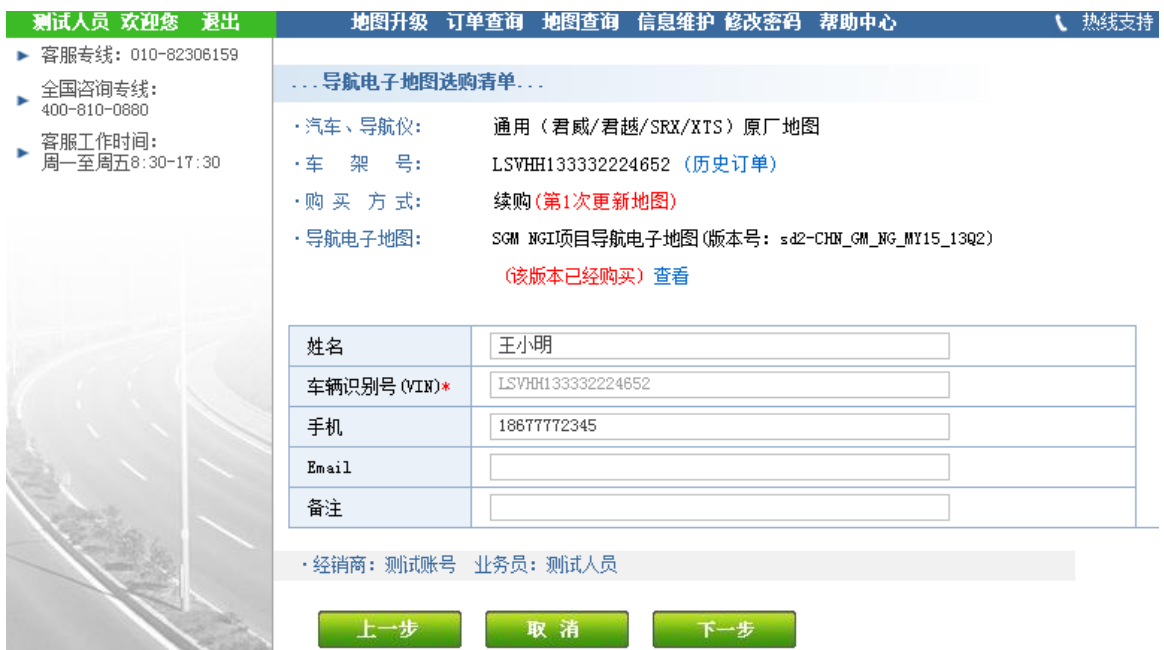 测试人员 欢迎您 退出 地图升级 订单查询 地图查询 信息维护 修改密码 帮助中心 热线支持
客服专线：010-82306159
全国咨询专线：
400-810-0880
客服工作时间：
周一至周五8:30-17:30
...导航电子地图选购清单...
·汽车、导航仪： 通用（君威/君越/SRX/XTS）原厂地图
·车 架 号： LSVHH133332224652 (历史订单)
·购 买 方 式： 续购(第1次更新地图)
·导航电子地图： SGM NGI项目导航电子地图(版本号：sd2-CHN_GM_NG_MY15_13Q2)
(该版本已经购买) 查看
姓名 王小明
车辆识别号(VIN)* LSVHH133332224652
手机 18677772345
Email
备注
·经销商：测试账号 业务员：测试人员
上一步 取 消 下一步